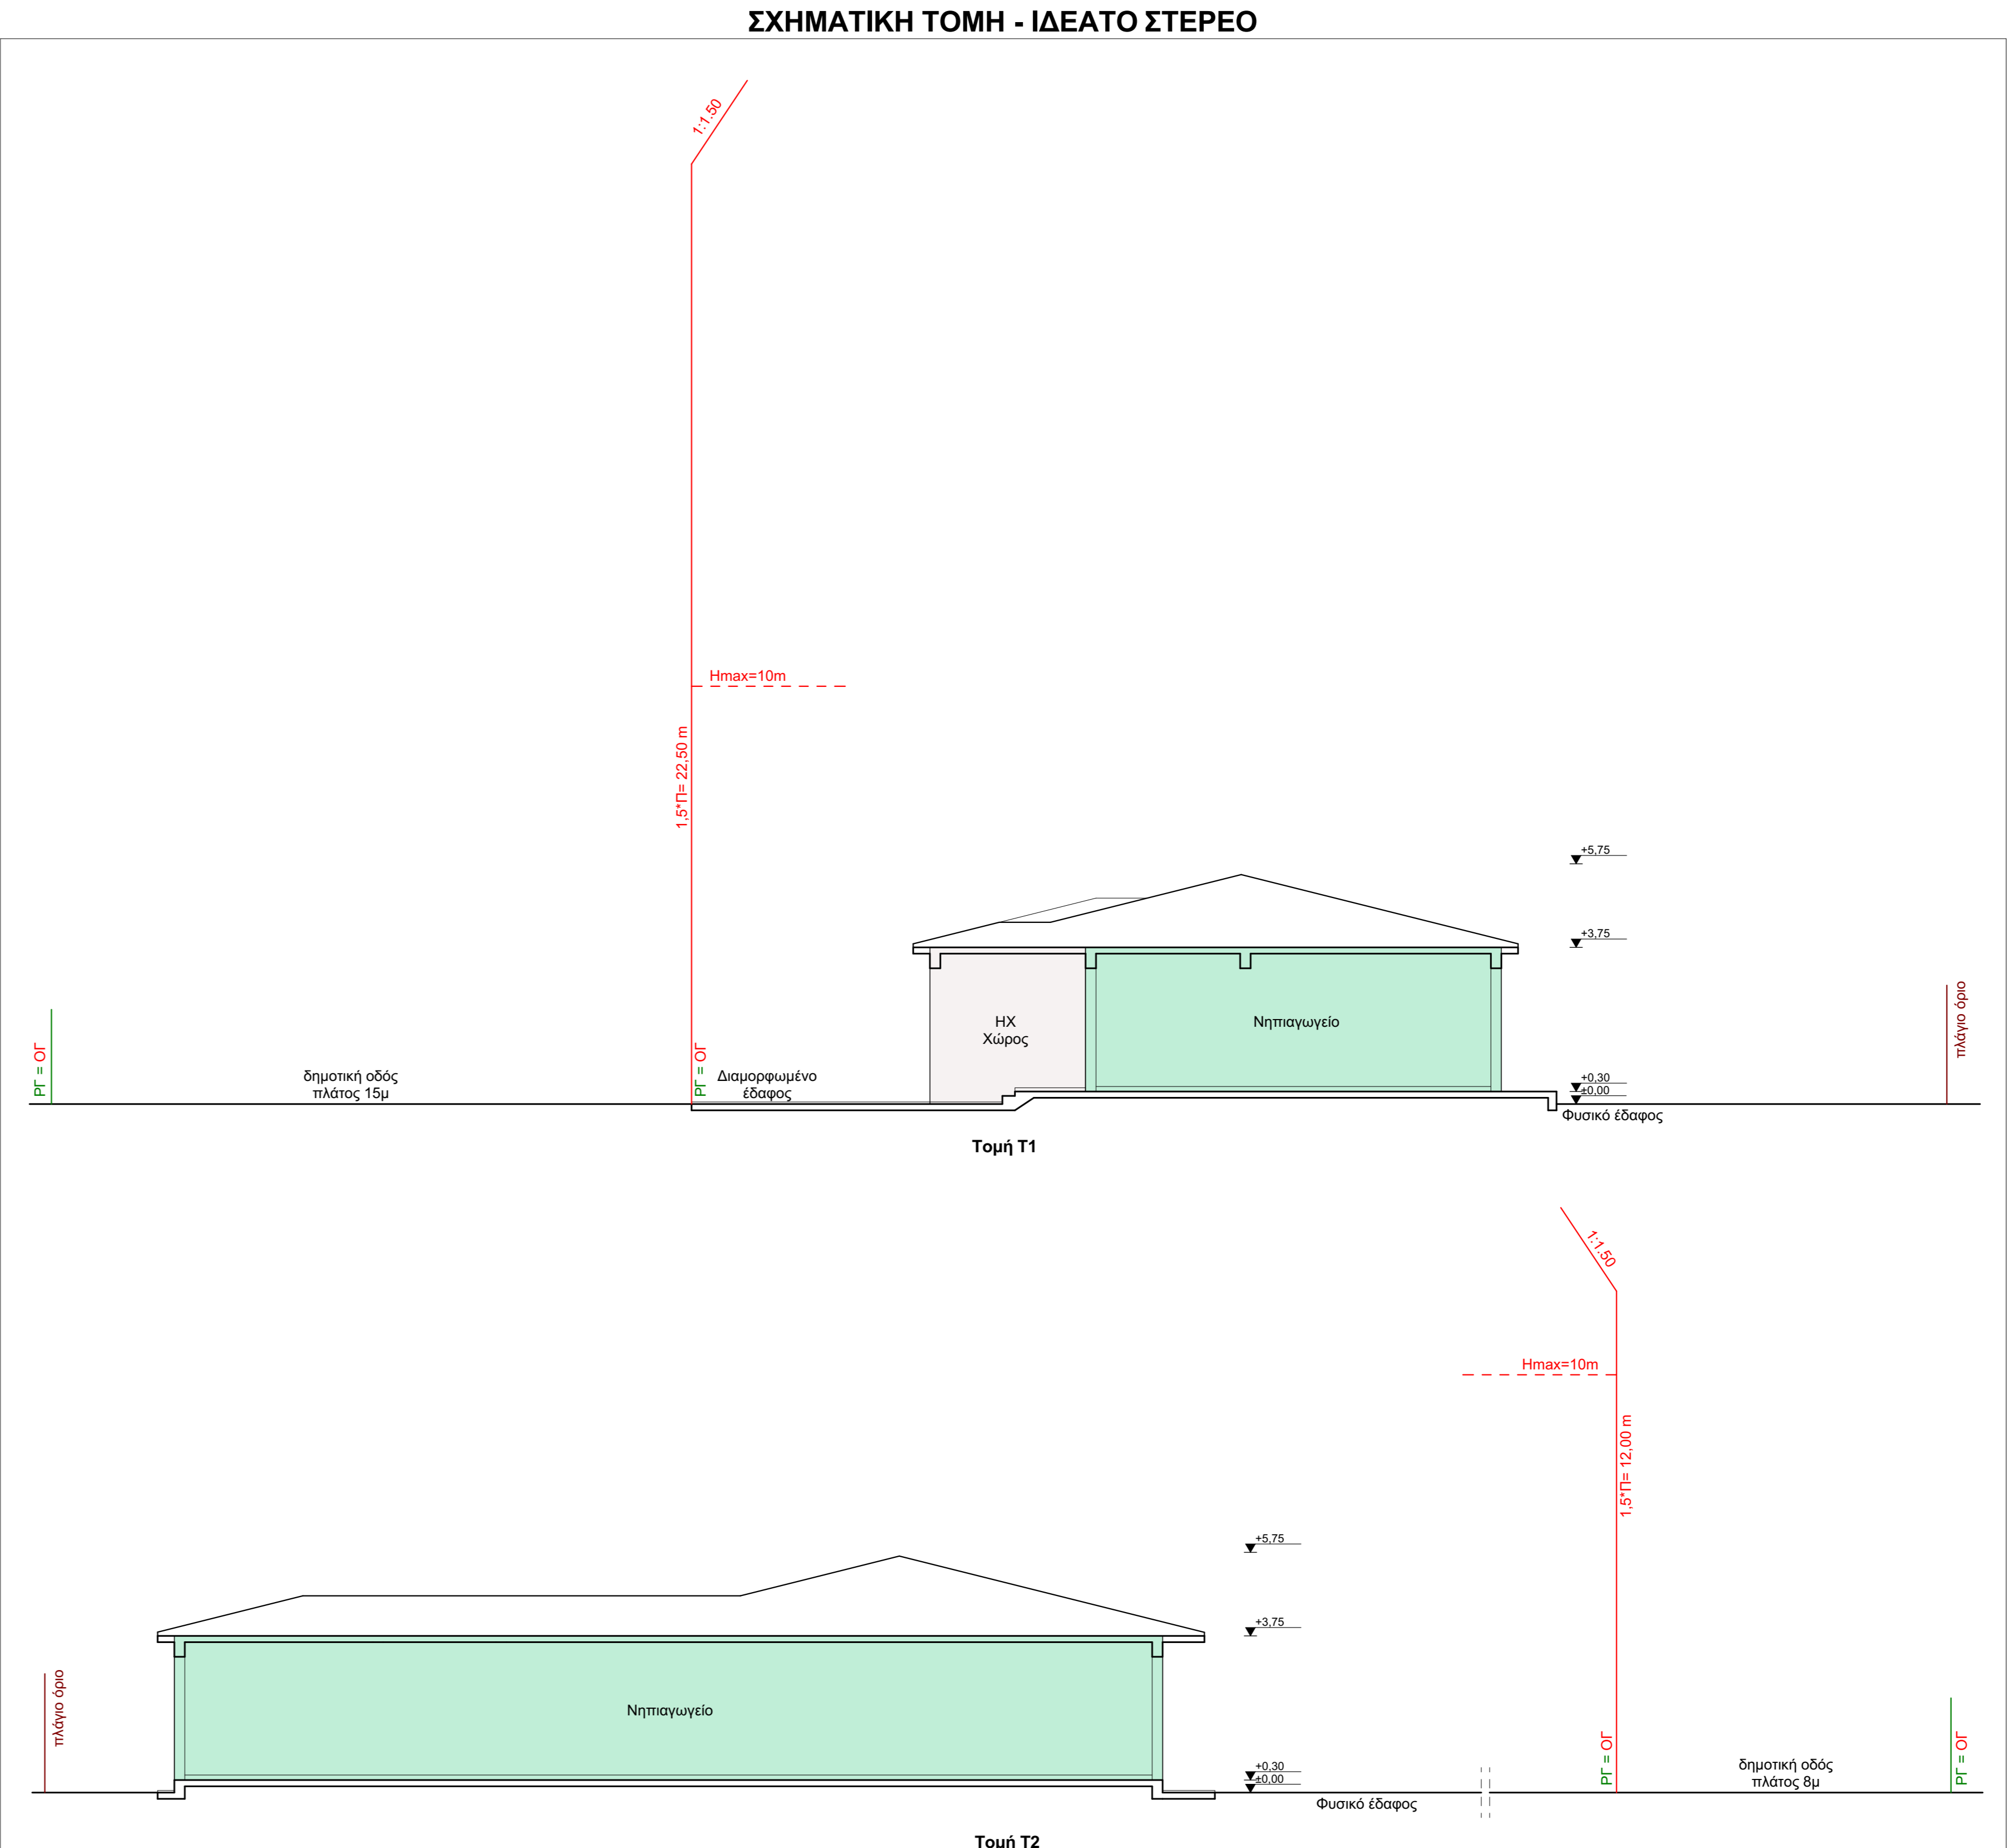 ΣΧΗΜΑΤΙΚΗ ΤΟΜΗ - ΙΔΕΑΤΟ ΣΤΕΡΕΟ
1:1.50
Hmax=10m
1,5*Π= 22,50 m
+5,75
+3,75
ΗΧ
Χώρος
Νηπιαγωγείο
πλάγιο όριο
ΡΓ = ΟΓ
δημοτική οδός
πλάτος 15μ
ΡΓ = ΟΓ
Διαμορφωμένο
έδαφος
+0,30
±0,00
Φυσικό έδαφος
Τομή Τ1
1:1.50
Hmax=10m
1,5*Π= 12,00 m
+5,75
+3,75
πλάγιο όριο
Νηπιαγωγείο
+0,30
±0,00
Φυσικό έδαφος
ΡΓ = ΟΓ
δημοτική οδός
πλάτος 8μ
ΡΓ = ΟΓ
Τομή Τ2